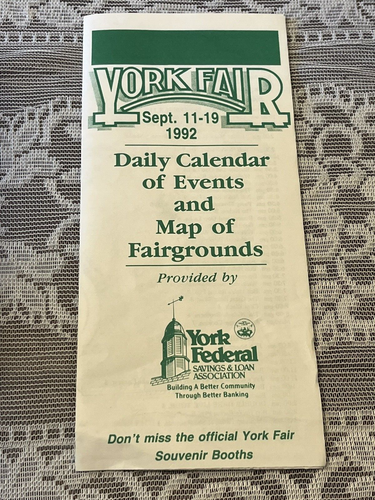 YORK FAIR
Sept. 11-19
1992
Daily Calendar
of Events
and
Map of
Fairgrounds
Provided by
York
Federal
SAVINGS & LOAN
ASSOCIATION
Building A Better Community
Through Better Banking
Don't miss the official York Fair
Souvenir Booths